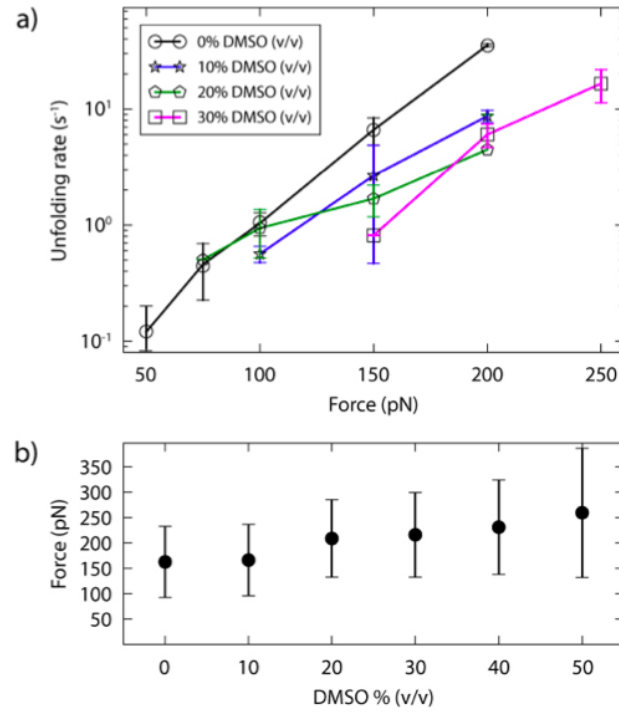 a)
0% DMSO (v/v)
10% DMSO (v/v)
20% DMSO (v/v)
30% DMSO (v/v)
Unfolding rate (s⁻¹)
10¹
10⁰
10⁻¹
50 100 150 200 250
Force (pN)
b)
Force (pN)
350
300
250
200
150
100
50
0 10 20 30 40 50
DMSO % (v/v)